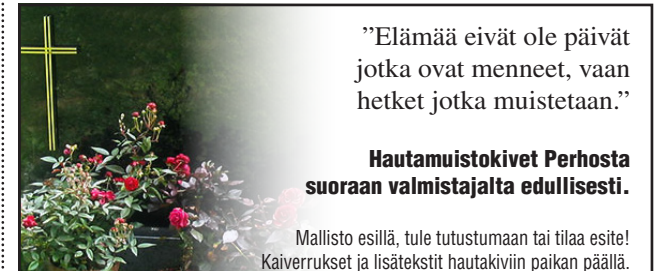 ”Elämää eivät ole päivät
jotka ovat menneet, vaan
hetket jotka muistetaan.”
Hautamuistokivet Perhosta
suoraan valmistajalta edullisesti.
Mallisto esillä, tule tutustumaan tai tilaa esite!
Kaiverrukset ja lisätekstit hautakiviin paikan päällä.